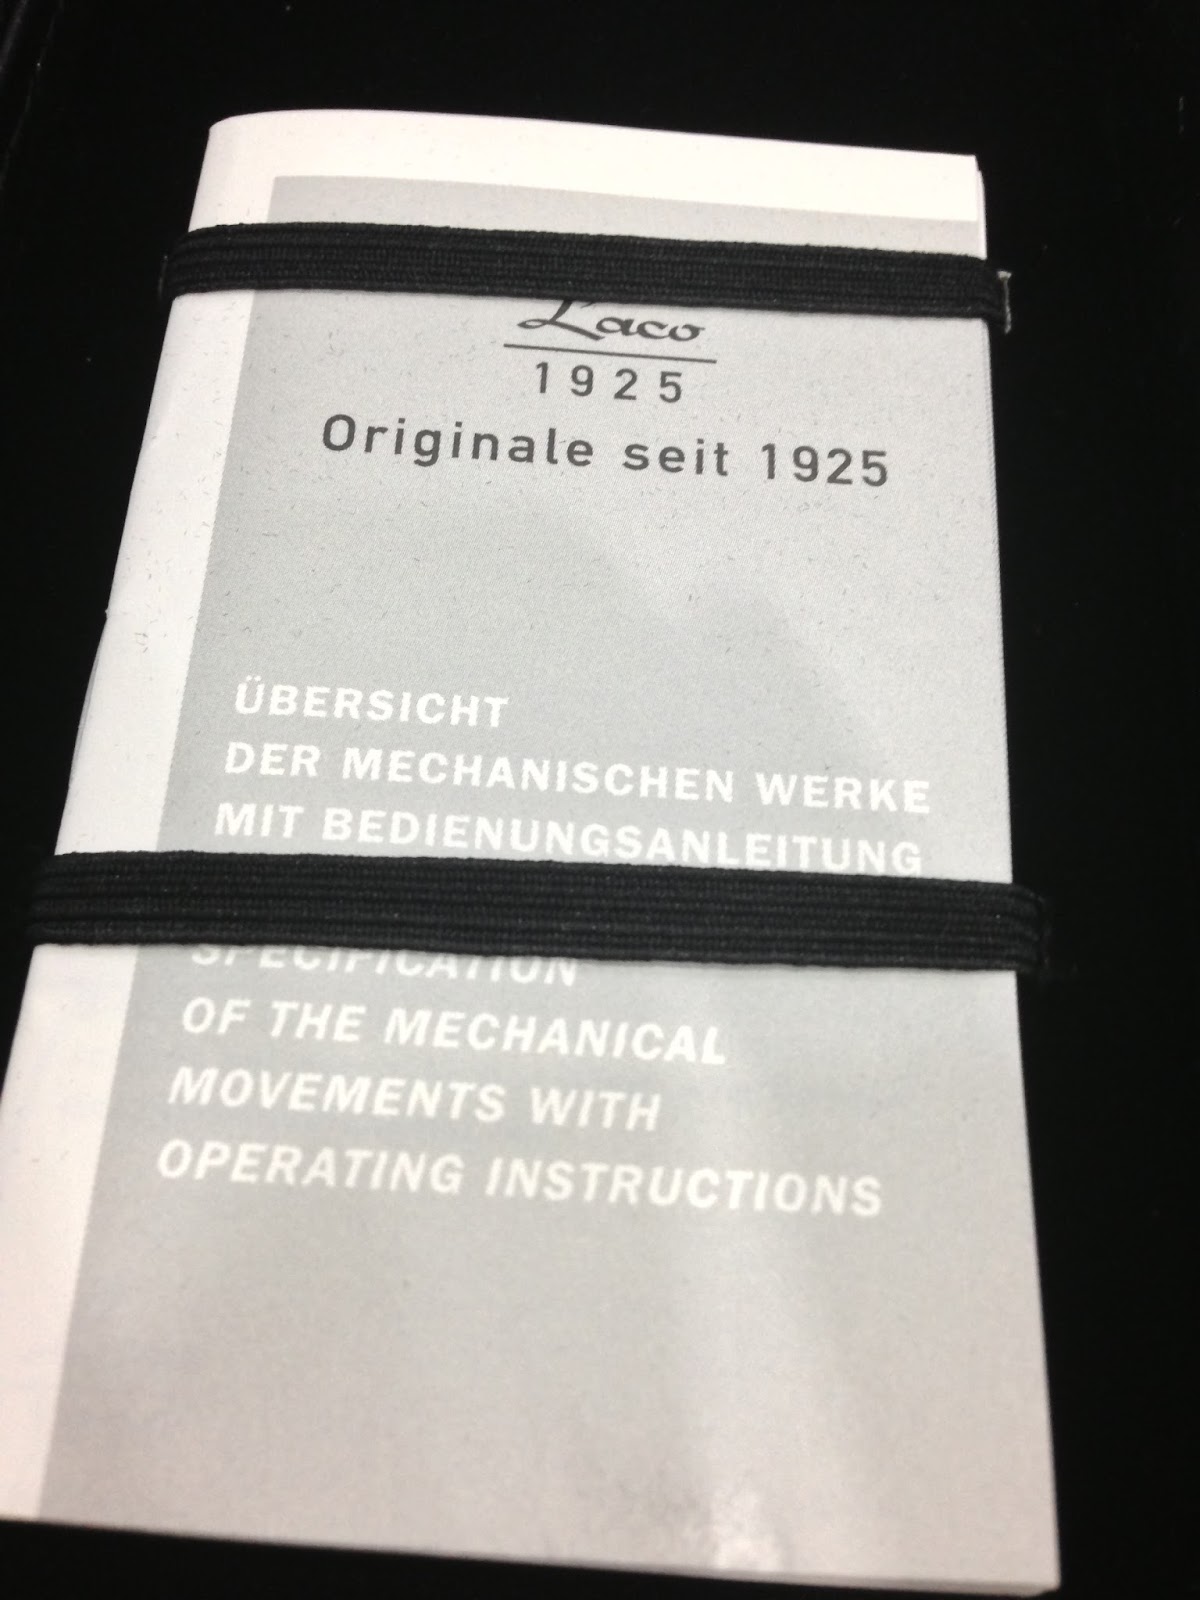 Laco
1925
Originale seit 1925
ÜBERSICHT
DER MECHANISCHEN WERKE
MIT BEDIENUNGSANLEITUNG
SPECIFICATION
OF THE MECHANICAL
MOVEMENTS WITH
OPERATING INSTRUCTIONS